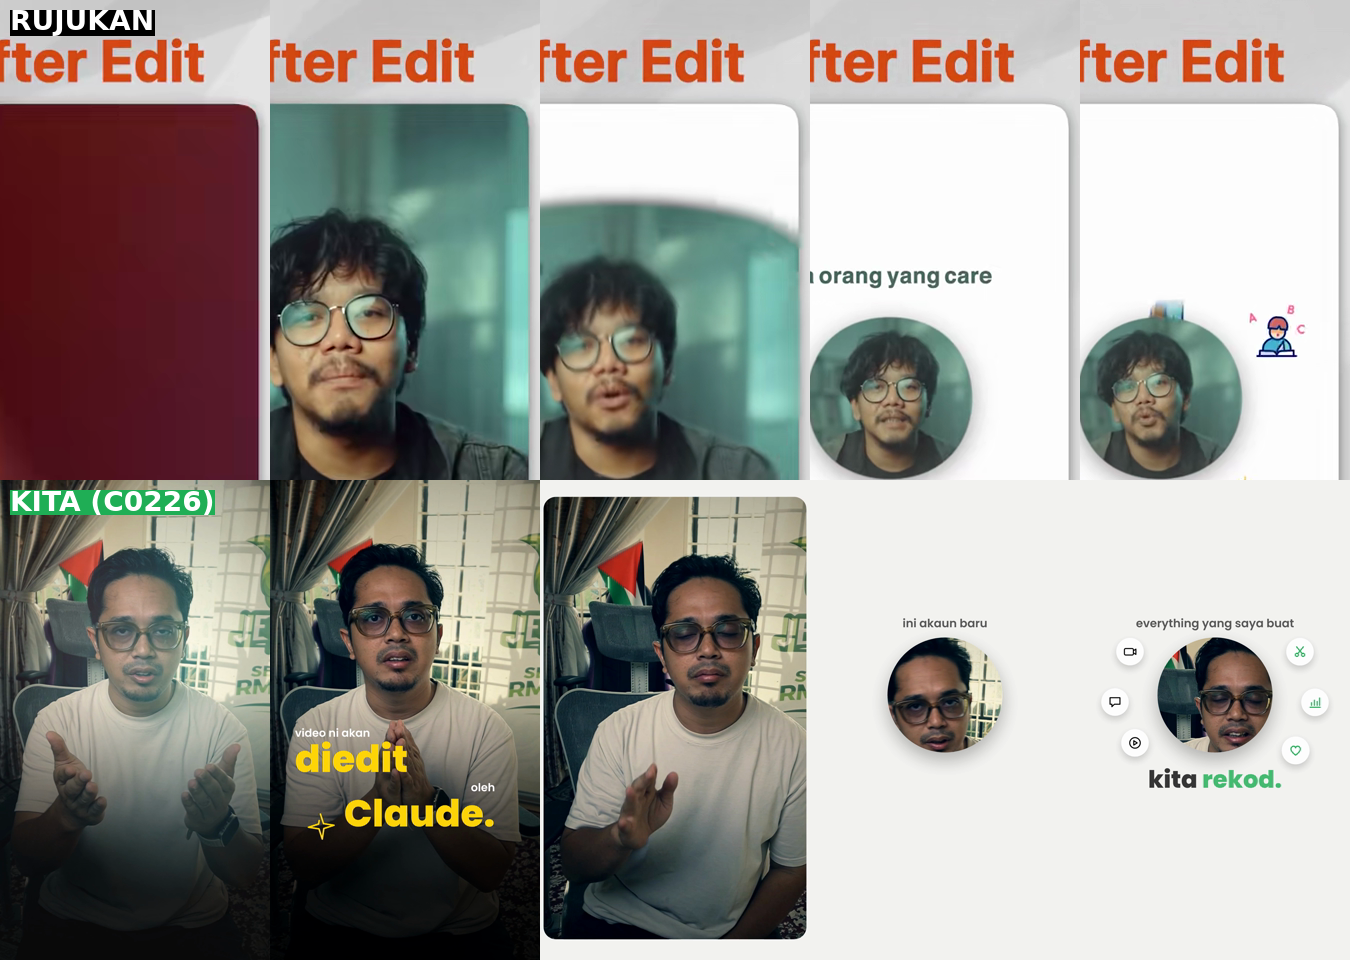 RUJUKAN
fter Edit
fter Edit
fter Edit
fter Edit
fter Edit
orang yang care
A B C
KITA (C0226)
video ni akan
diedit
oleh
Claude.
ini akaun baru
everything yang saya buat
kita rekod.